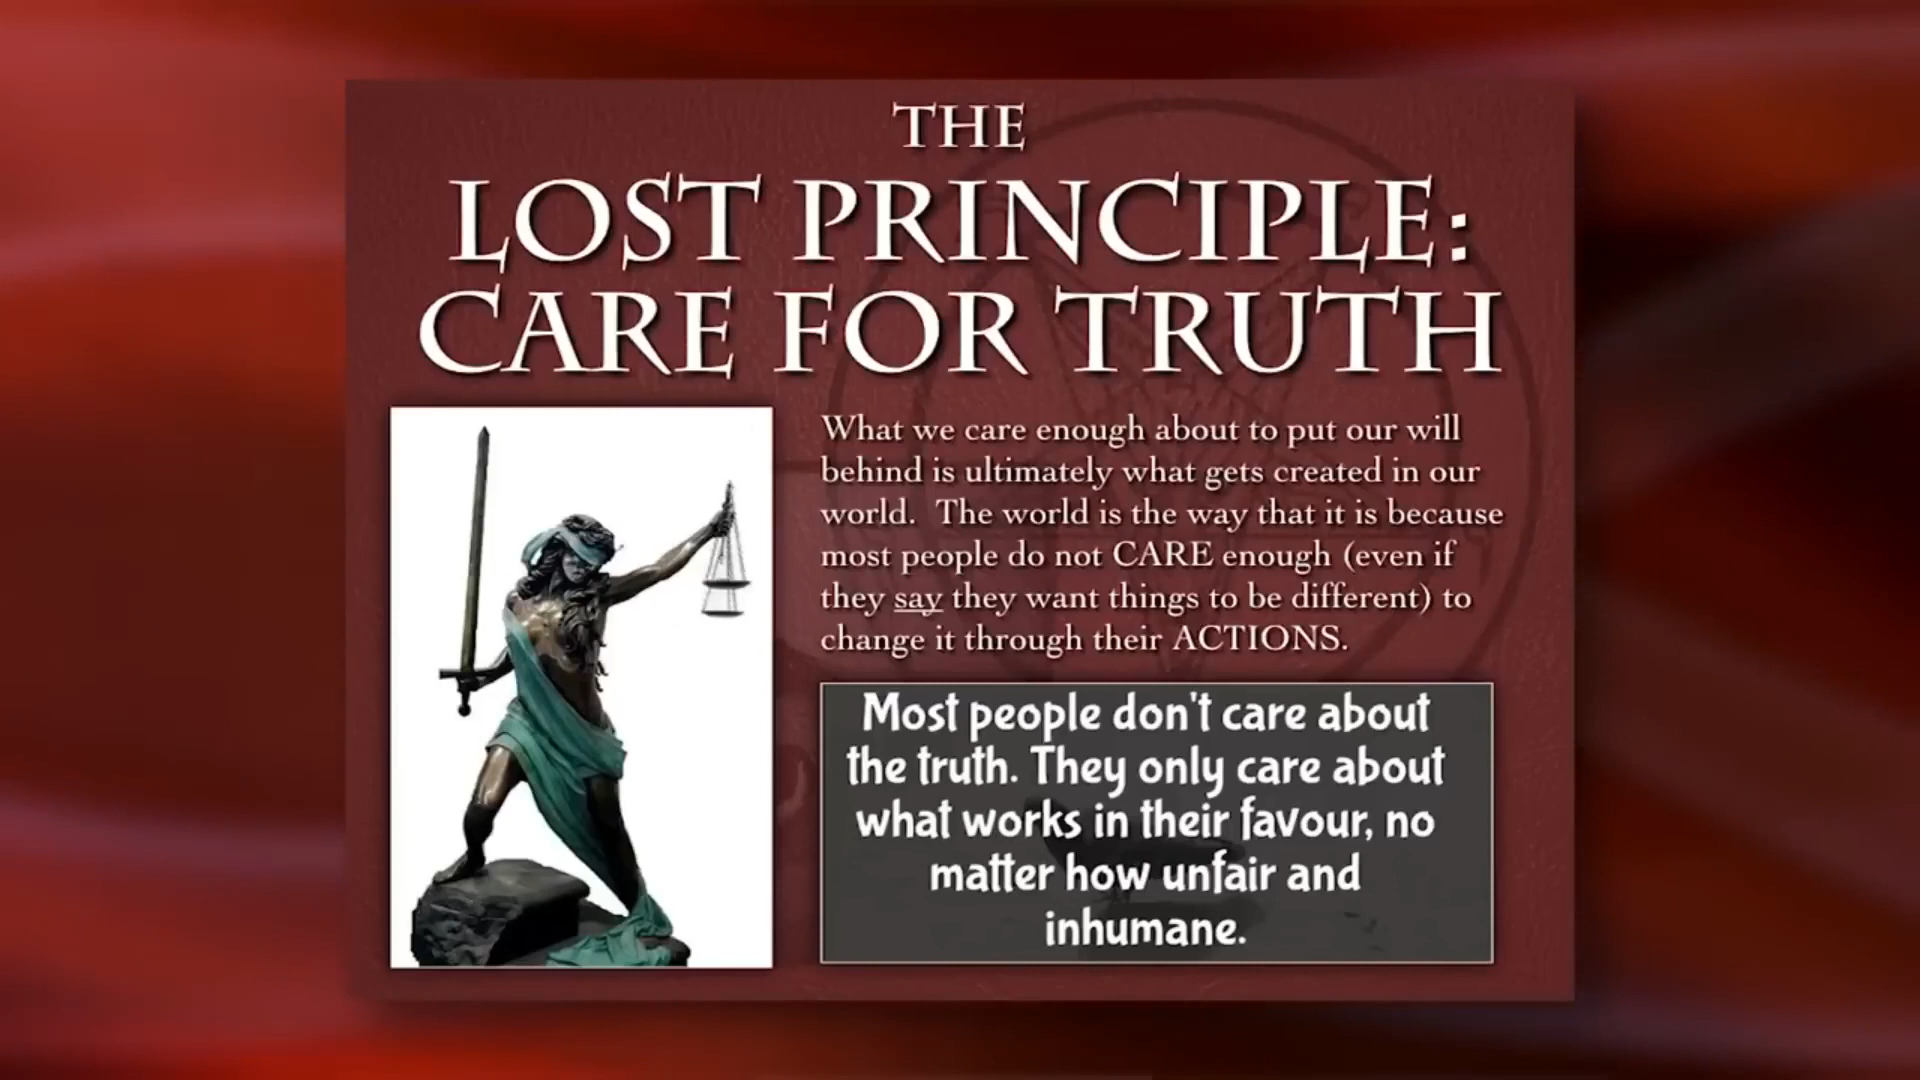 THE
LOST PRINCIPLE:
CARE FOR TRUTH
What we care enough about to put our will
behind is ultimately what gets created in our
world.  The world is the way that it is because
most people do not CARE enough (even if
they say they want things to be different) to
change it through their ACTIONS.
Most people don't care about
the truth. They only care about
what works in their favour, no
matter how unfair and
inhumane.